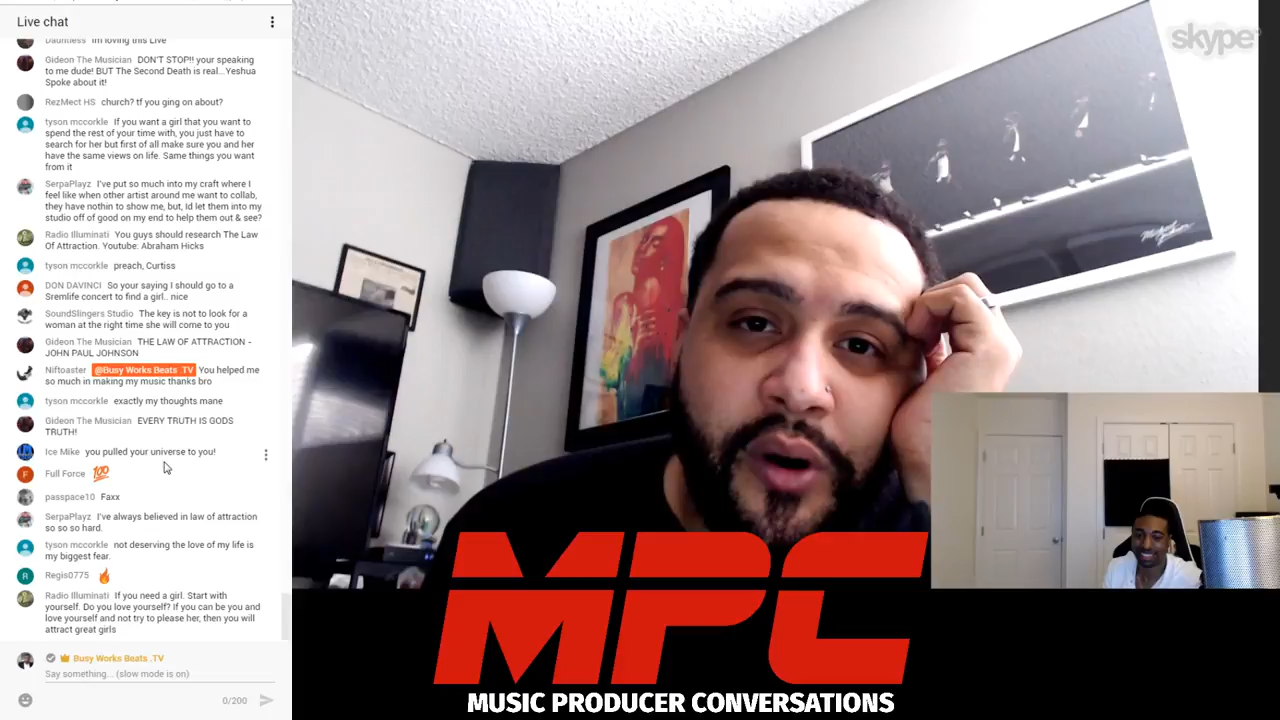 Live chat
Dauntless im loving this Live
Gideon The Musician DON'T STOP!! your speaking
to me dude! BUT The Second Death is real...Yeshua
Spoke about it!
RezMect HS church? tf you ging on about?
tyson mccorkle If you want a girl that you want to
spend the rest of your time with, you just have to
search for her but first of all make sure you and her
have the same views on life. Same things you want
from it
SerpaPlayz I've put so much into my craft where I
feel like when other artist around me want to collab,
they have nothin to show me, but, Id let them into my
studio off of good on my end to help them out & see?
Radio Illuminati You guys should research The Law
Of Attraction. Youtube: Abraham Hicks
tyson mccorkle preach, Curtiss
DON DAVINCI So your saying I should go to a
Sremlife concert to find a girl.. nice
SoundSlingers Studio The key is not to look for a
woman at the right time she will come to you
Gideon The Musician THE LAW OF ATTRACTION -
JOHN PAUL JOHNSON
Niftoaster @Busy Works Beats .TV You helped me
so much in making my music thanks bro
tyson mccorkle exactly my thoughts mane
Gideon The Musician EVERY TRUTH IS GODS
TRUTH!
Ice Mike you pulled your universe to you!
F Full Force 100
passpace10 Faxx
SerpaPlayz I've always believed in law of attraction
so so so hard.
tyson mccorkle not deserving the love of my life is
my biggest fear.
R Regis0775
Radio Illuminati If you need a girl. Start with
yourself. Do you love yourself? If you can be you and
love yourself and not try to please her, then you will
attract great girls
Busy Works Beats .TV
Say something... (slow mode is on)
0/200
skype
MPC
MUSIC PRODUCER CONVERSATIONS